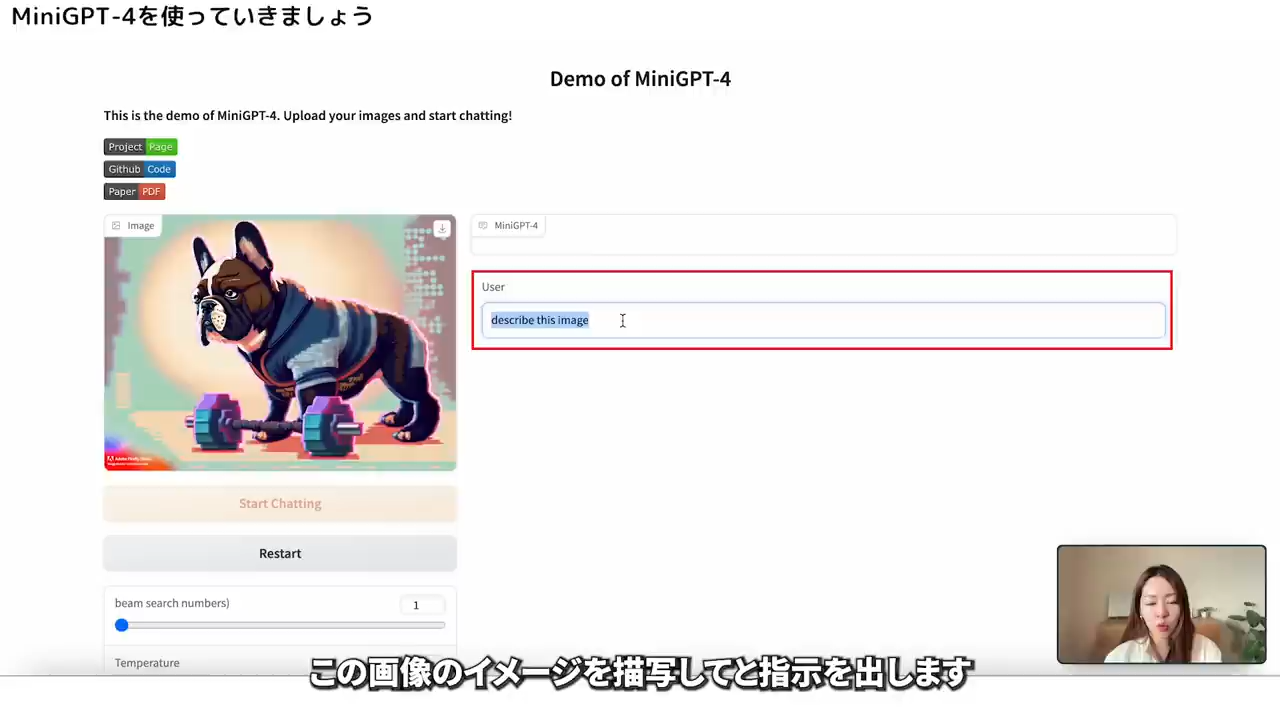 MiniGPT-4を使っていきましょう
Demo of MiniGPT-4
This is the demo of MiniGPT-4. Upload your images and start chatting!
Project Page
Github Code
Paper PDF
Image
MiniGPT-4
User
describe this image
Start Chatting
Restart
beam search numbers)
1
Temperature
この画像のイメージを描写してと指示を出します